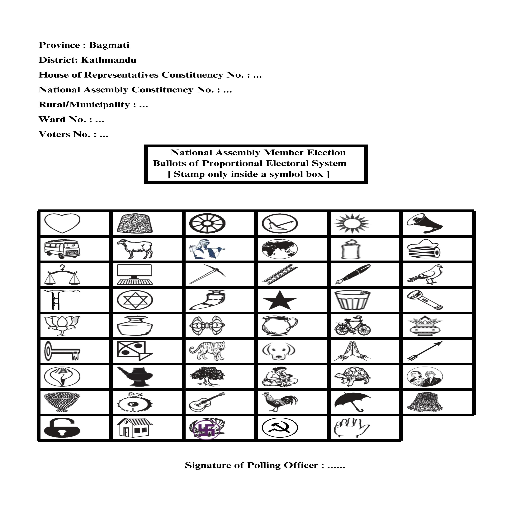 Province : Bagmati
District: Kathmandu
House of Representatives Constituency No. : ...
National Assembly Constituency No. : ...
Rural/Municipality : ...
Ward No. : ...
Voters No. : ...
National Assembly Member Election
Ballots of Proportional Electoral System
[ Stamp only inside a symbol box ]
Signature of Polling Officer : ......